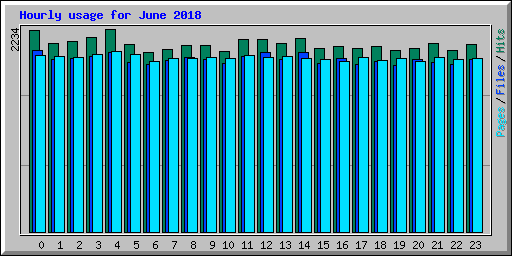 Hourly usage for June 2018
2234
Pages/Files/Hits
0 1 2 3 4 5 6 7 8 9 10 11 12 13 14 15 16 17 18 19 20 21 22 23